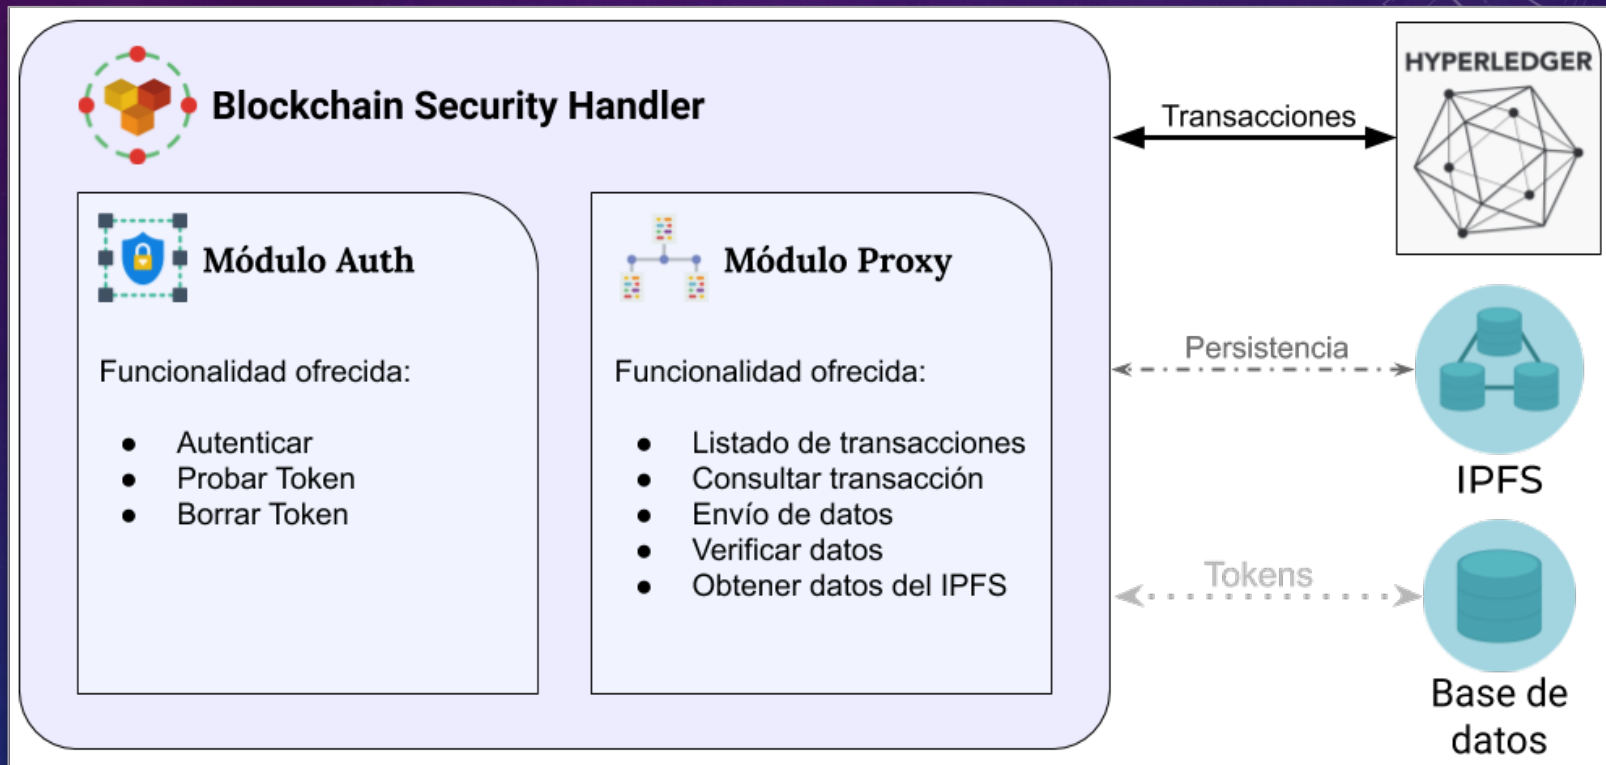 Blockchain Security Handler
Módulo Auth
Funcionalidad ofrecida:
● Autenticar
● Probar Token
● Borrar Token
Módulo Proxy
Funcionalidad ofrecida:
● Listado de transacciones
● Consultar transacción
● Envío de datos
● Verificar datos
● Obtener datos del IPFS
Transacciones
HYPERLEDGER
Persistencia
IPFS
Tokens
Base de
datos